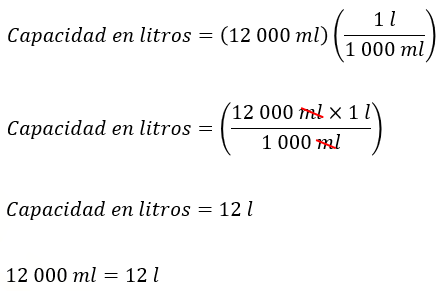 Capacidad en litros = (12 000 ml) (1 l / 1 000 ml)
Capacidad en litros = (12 000 ml × 1 l / 1 000 ml)
Capacidad en litros = 12 l
12 000 ml = 12 l